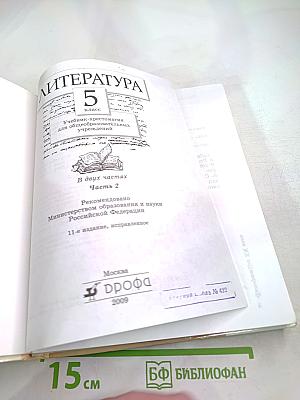 ЛИТЕРАТУРА
5
класс
Учебник-хрестоматия
для общеобразовательных
учреждений
В двух частях
Часть 2
Рекомендовано
Министерством образования и науки
Российской Федерации
11-е издание, исправленное
Москва
ДРОФА
2009
15 см
БФ БИБЛИОФАН